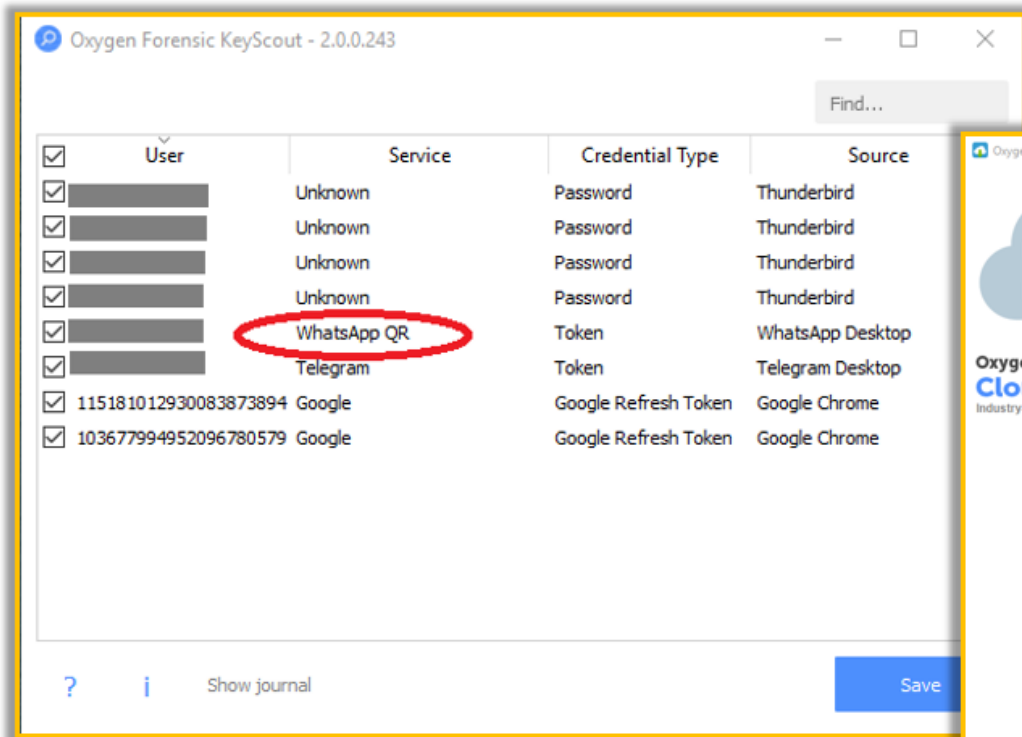 Oxygen Forensic KeyScout - 2.0.0.243
Find...
User Service Credential Type Source
Unknown Password Thunderbird
Unknown Password Thunderbird
Unknown Password Thunderbird
Unknown Password Thunderbird
WhatsApp QR Token WhatsApp Desktop
Telegram Token Telegram Desktop
115181012930083873894 Google Google Refresh Token Google Chrome
103677994952096780579 Google Google Refresh Token Google Chrome
? i Show journal Save
Industry